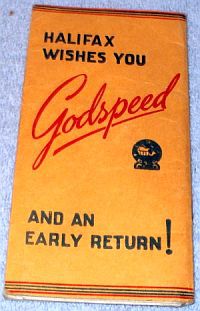 HALIFAX
WISHES YOU
Godspeed
AND AN
EARLY RETURN!